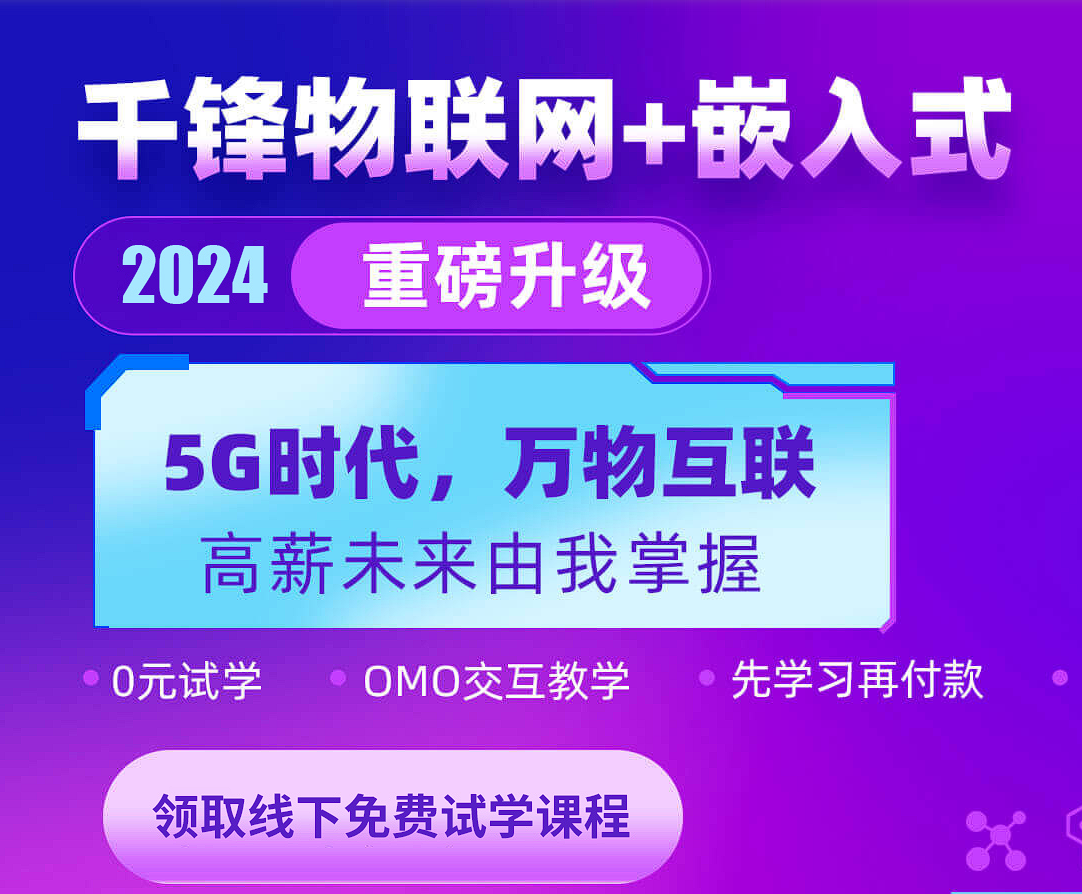 千锋物联网+嵌入式
2024 重磅升级
5G时代，万物互联
高薪未来由我掌握
• 0元试学 • OMO交互教学 • 先学习再付款 •
领取线下免费试学课程